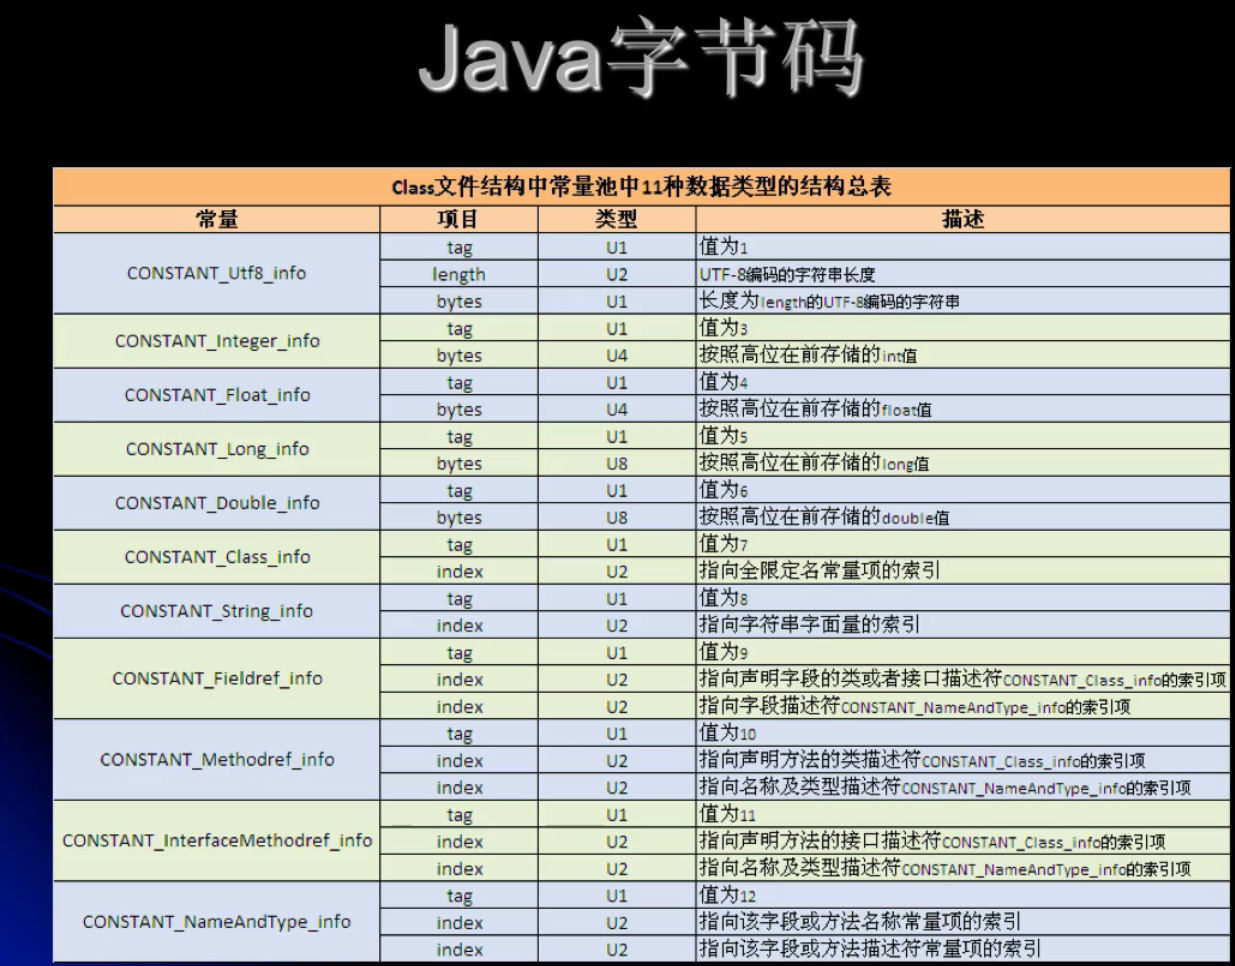 Java字节码
Class文件结构中常量池中11种数据类型的结构总表
常量 项目 类型 描述
CONSTANT_Utf8_info tag U1 值为1
length U2 UTF-8编码的字符串长度
bytes U1 长度为length的UTF-8编码的字符串
CONSTANT_Integer_info tag U1 值为3
bytes U4 按照高位在前存储的int值
CONSTANT_Float_info tag U1 值为4
bytes U4 按照高位在前存储的float值
CONSTANT_Long_info tag U1 值为5
bytes U8 按照高位在前存储的long值
CONSTANT_Double_info tag U1 值为6
bytes U8 按照高位在前存储的double值
CONSTANT_Class_info tag U1 值为7
index U2 指向全限定名常量项的索引
CONSTANT_String_info tag U1 值为8
index U2 指向字符串字面量的索引
CONSTANT_Fieldref_info tag U1 值为9
index U2 指向声明字段的类或者接口描述符CONSTANT_Class_info的索引项
index U2 指向字段描述符CONSTANT_NameAndType_info的索引项
CONSTANT_Methodref_info tag U1 值为10
index U2 指向声明方法的类描述符CONSTANT_Class_info的索引项
index U2 指向名称及类型描述符CONSTANT_NameAndType_info的索引项
CONSTANT_InterfaceMethodref_info tag U1 值为11
index U2 指向声明方法的接口描述符CONSTANT_Class_info的索引项
index U2 指向名称及类型描述符CONSTANT_NameAndType_info的索引项
CONSTANT_NameAndType_info tag U1 值为12
index U2 指向该字段或方法名称常量项的索引
index U2 指向该字段或方法描述符常量项的索引